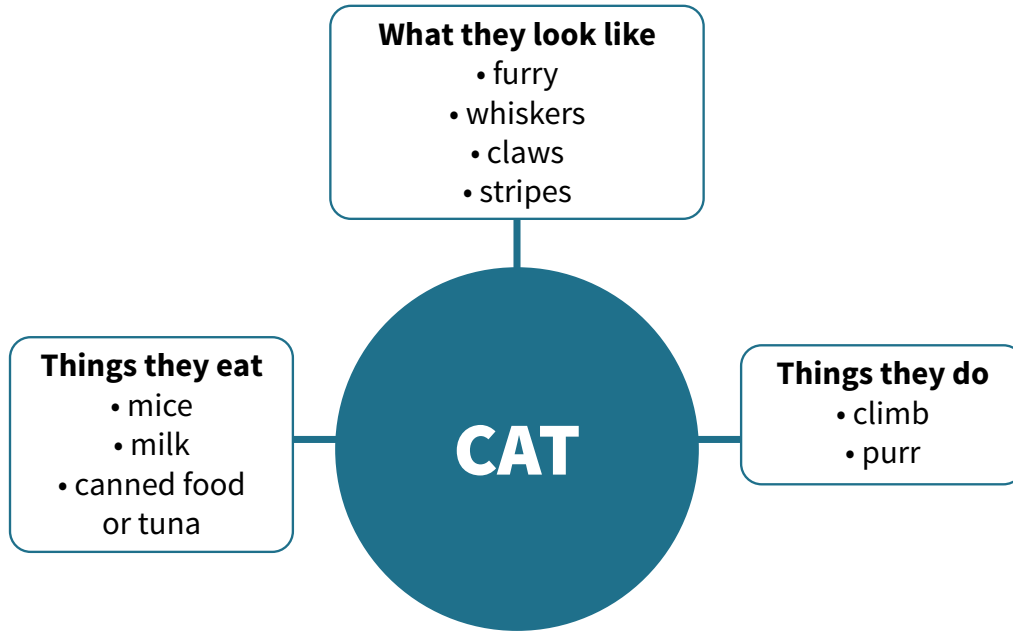 What they look like
• furry
• whiskers
• claws
• stripes
Things they eat
• mice
• milk
• canned food
or tuna
CAT
Things they do
• climb
• purr